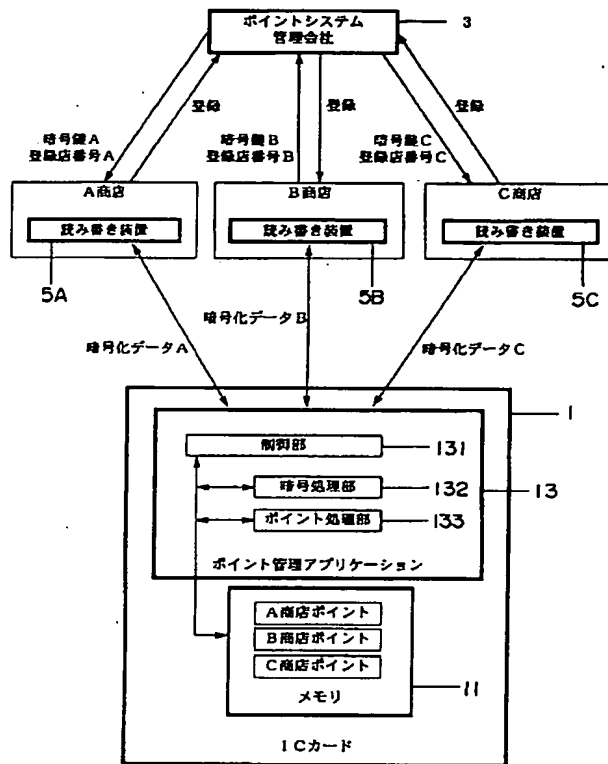 ポイントシステム
管理会社
3
登録
登録
登録
暗号鍵A
登録店番号A
暗号鍵B
登録店番号B
暗号鍵C
登録店番号C
A商店
B商店
C商店
読み書き装置
読み書き装置
読み書き装置
5A
5B
5C
暗号化データA
暗号化データB
暗号化データC
1
制御部
131
暗号処理部
132
13
ポイント処理部
133
ポイント管理アプリケーション
A商店ポイント
B商店ポイント
C商店ポイント
メモリ
11
ICカード